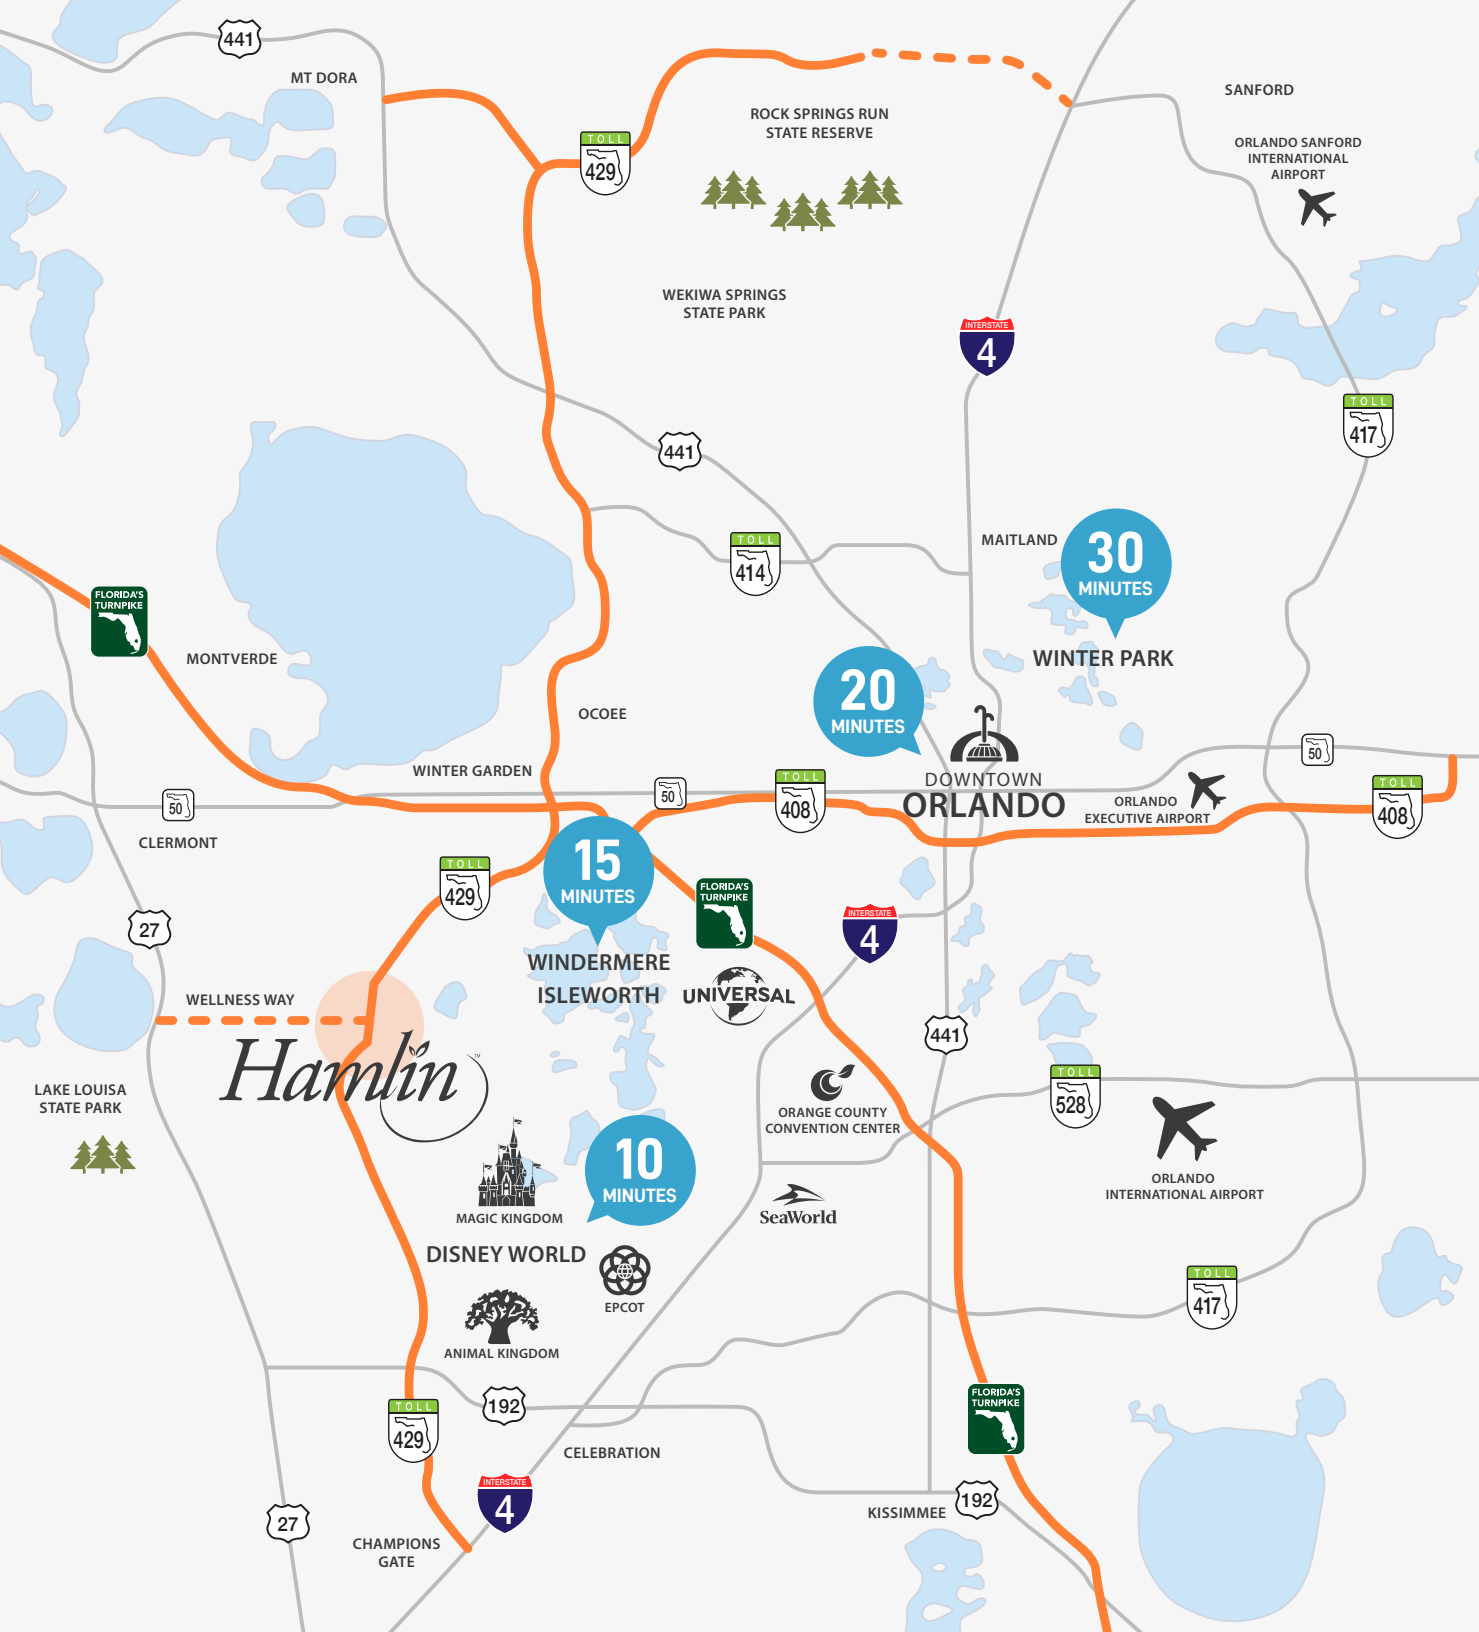 441
MT DORA
TOLL
429
ROCK SPRINGS RUN
STATE RESERVE
SANFORD
ORLANDO SANFORD
INTERNATIONAL
AIRPORT
WEKIWA SPRINGS
STATE PARK
INTERSTATE
4
TOLL
417
441
TOLL
414
MAITLAND
30
MINUTES
WINTER PARK
FLORIDA'S
TURNPIKE
MONTVERDE
20
MINUTES
OCOEE
WINTER GARDEN
50
DOWNTOWN
ORLANDO
50
TOLL
408
50
ORLANDO
EXECUTIVE AIRPORT
TOLL
408
CLERMONT
15
MINUTES
TOLL
429
FLORIDA'S
TURNPIKE
INTERSTATE
4
27
WINDERMERE
ISLEWORTH
UNIVERSAL
WELLNESS WAY
Hamlin™
441
LAKE LOUISA
STATE PARK
ORANGE COUNTY
CONVENTION CENTER
TOLL
528
10
MINUTES
ORLANDO
INTERNATIONAL AIRPORT
MAGIC KINGDOM
SeaWorld
DISNEY WORLD
EPCOT
TOLL
417
ANIMAL KINGDOM
192
TOLL
429
FLORIDA'S
TURNPIKE
CELEBRATION
INTERSTATE
4
192
KISSIMMEE
27
CHAMPIONS
GATE